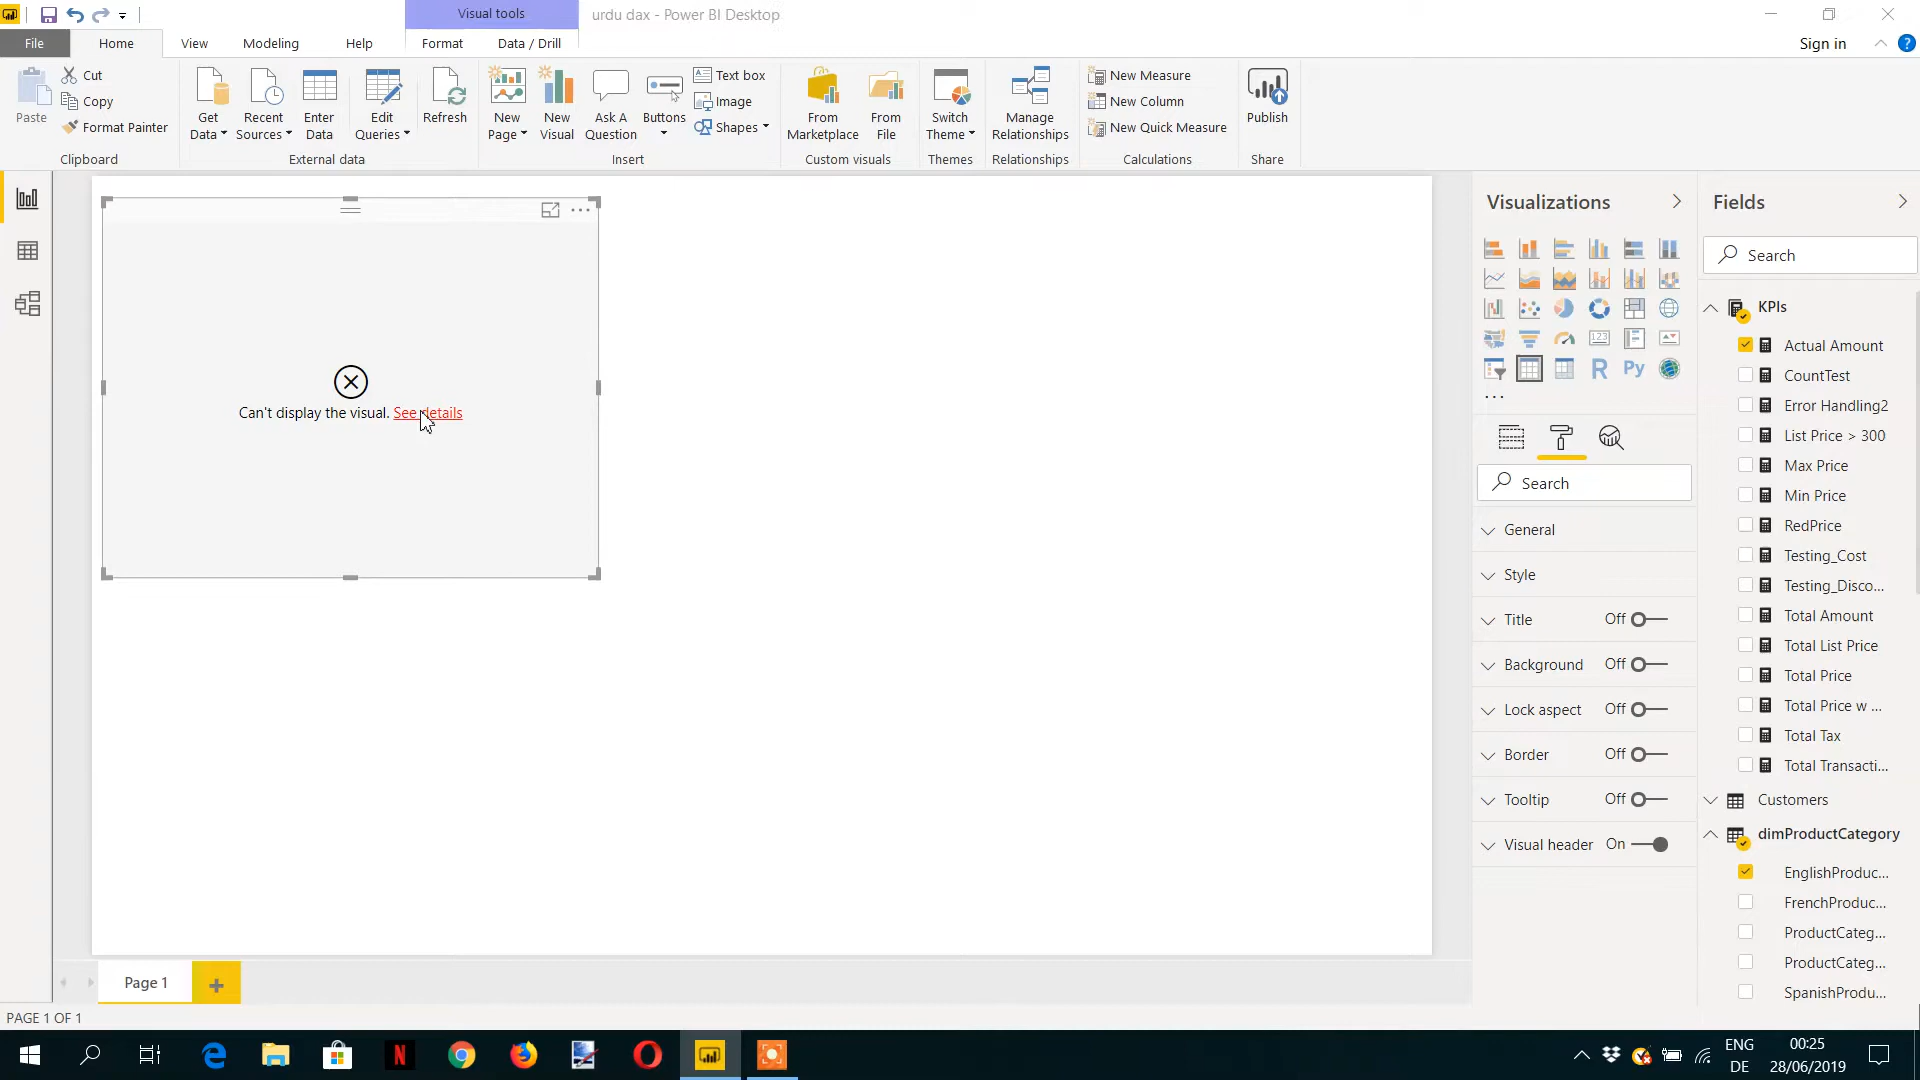 Visual tools
urdu dax - Power BI Desktop
File
Home
View
Modeling
Help
Format
Data / Drill
Sign in
Paste
Cut
Copy
Format Painter
Clipboard
Get Data
Recent Sources
Enter Data
Edit Queries
Refresh
External data
New Page
New Visual
Ask A Question
Buttons
Text box
Image
Shapes
Insert
From Marketplace
From File
Custom visuals
Switch Theme
Themes
Manage Relationships
Relationships
New Measure
New Column
New Quick Measure
Calculations
Publish
Share
Can't display the visual. See details
Visualizations
123
R
Py
Search
General
Style
Title Off
Background Off
Lock aspect Off
Border Off
Tooltip Off
Visual header On
Fields
Search
KPIs
Actual Amount
CountTest
Error Handling2
List Price > 300
Max Price
Min Price
RedPrice
Testing_Cost
Testing_Disco...
Total Amount
Total List Price
Total Price
Total Price w ...
Total Tax
Total Transacti...
Customers
dimProductCategory
EnglishProduc...
FrenchProduc...
ProductCateg...
ProductCateg...
SpanishProdu...
Page 1
PAGE 1 OF 1
ENG
DE
00:25
28/06/2019